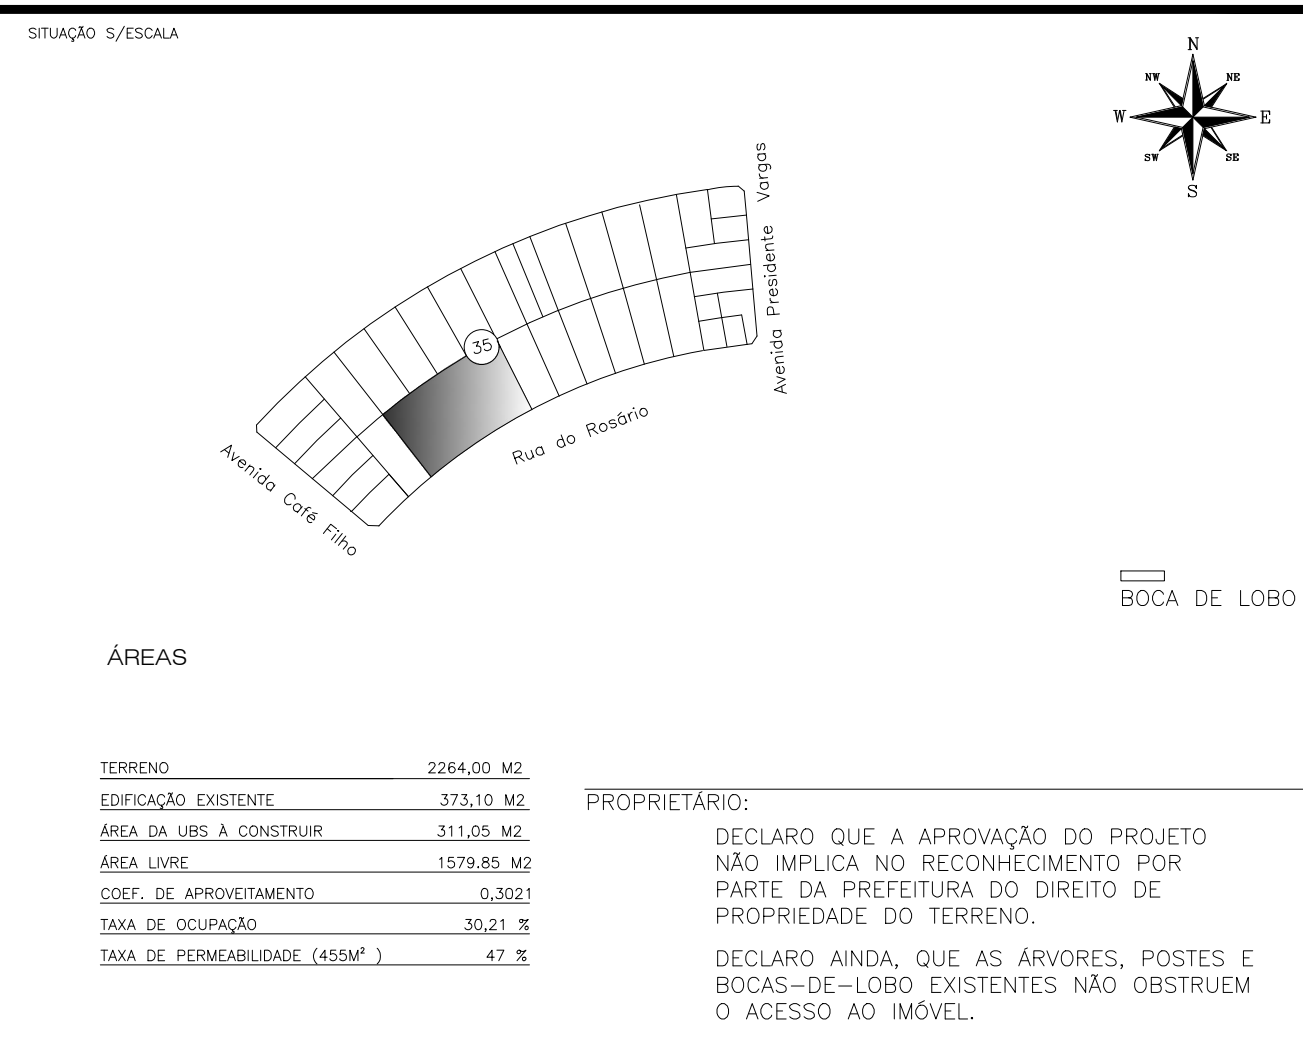 SITUAÇÃO S/ESCALA
N
NW NE
W E
SW SE
S
Avenida Presidente Vargas
35
Rua do Rosário
Avenida Café Filho
BOCA DE LOBO
ÁREAS
TERRENO 2264,00 M2
EDIFICAÇÃO EXISTENTE 373,10 M2
ÁREA DA UBS À CONSTRUIR 311,05 M2
ÁREA LIVRE 1579.85 M2
COEF. DE APROVEITAMENTO 0,3021
TAXA DE OCUPAÇÃO 30,21 %
TAXA DE PERMEABILIDADE (455M² ) 47 %
PROPRIETÁRIO:
DECLARO QUE A APROVAÇÃO DO PROJETO
NÃO IMPLICA NO RECONHECIMENTO POR
PARTE DA PREFEITURA DO DIREITO DE
PROPRIEDADE DO TERRENO.
DECLARO AINDA, QUE AS ÁRVORES, POSTES E
BOCAS-DE-LOBO EXISTENTES NÃO OBSTRUEM
O ACESSO AO IMÓVEL.